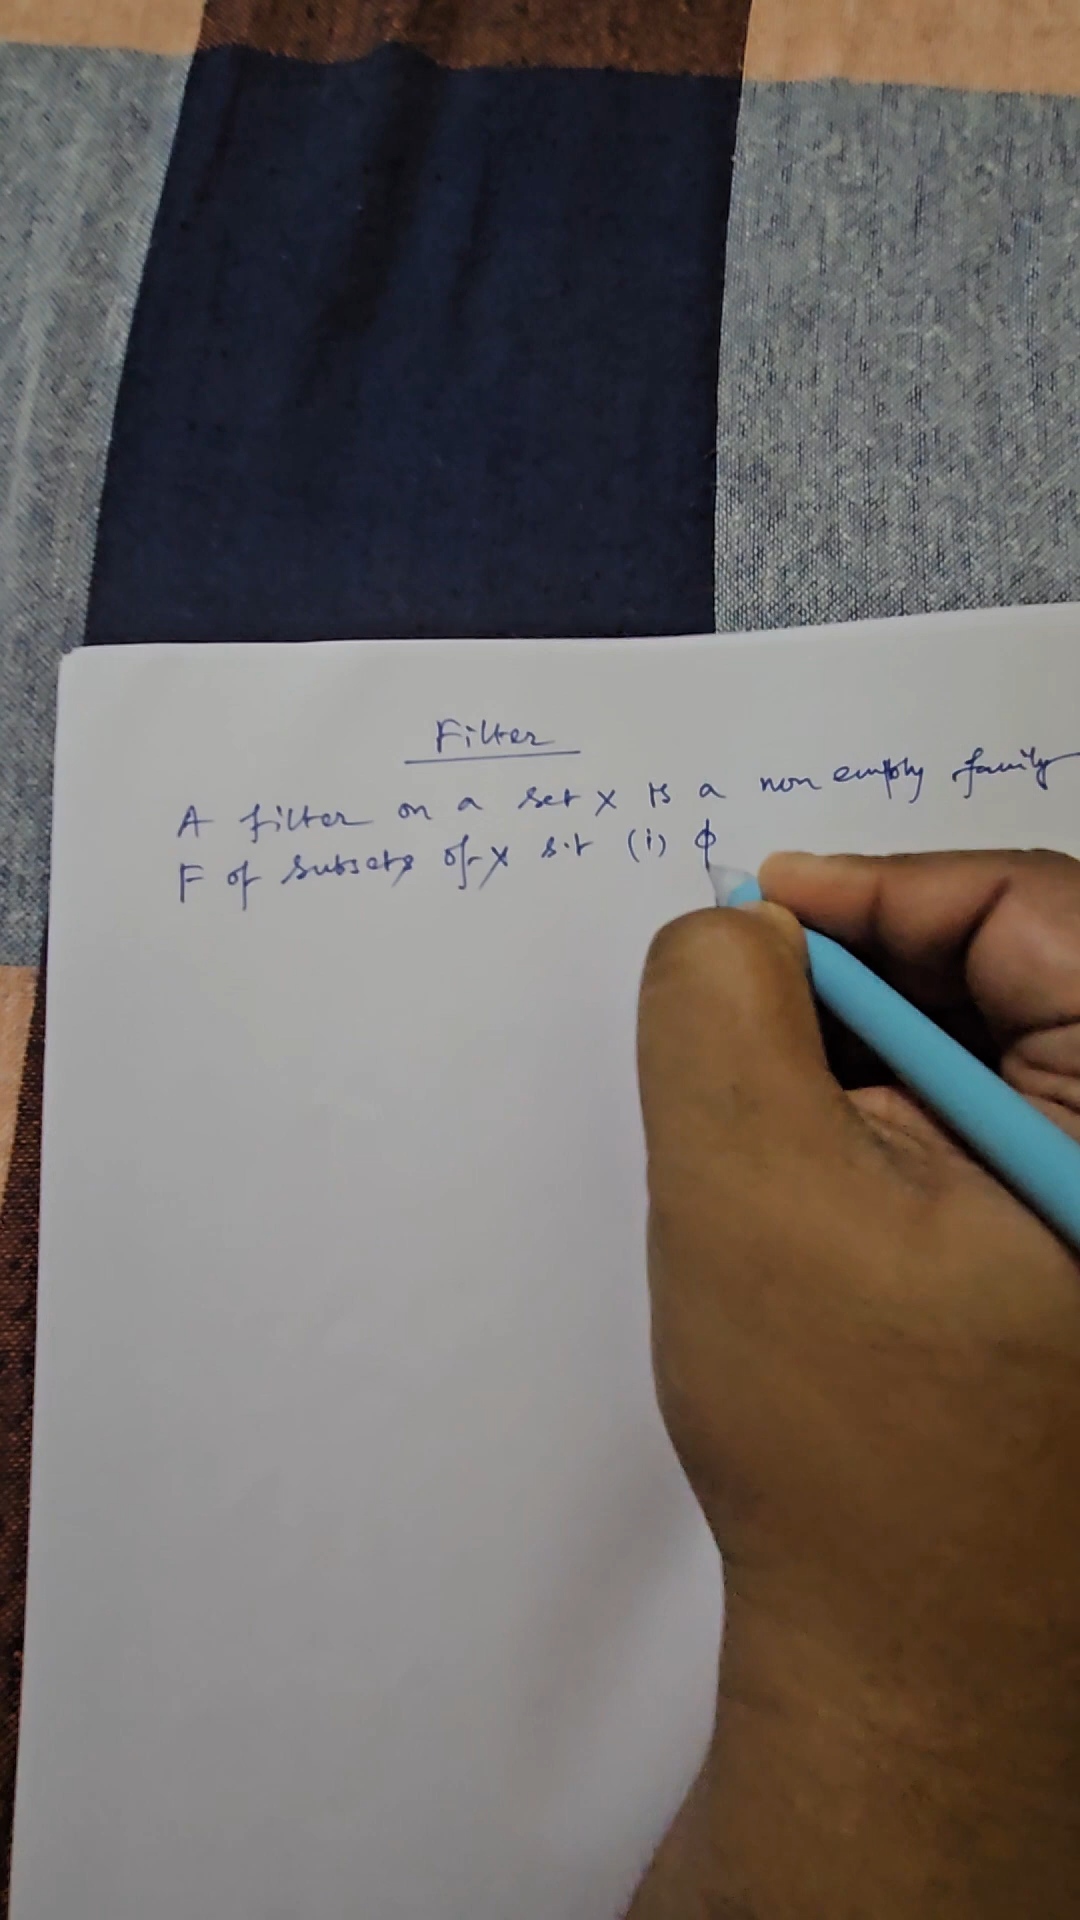 Filter
A filter on a set X is a non empty family
F of subsets of X s.t (i) ϕ